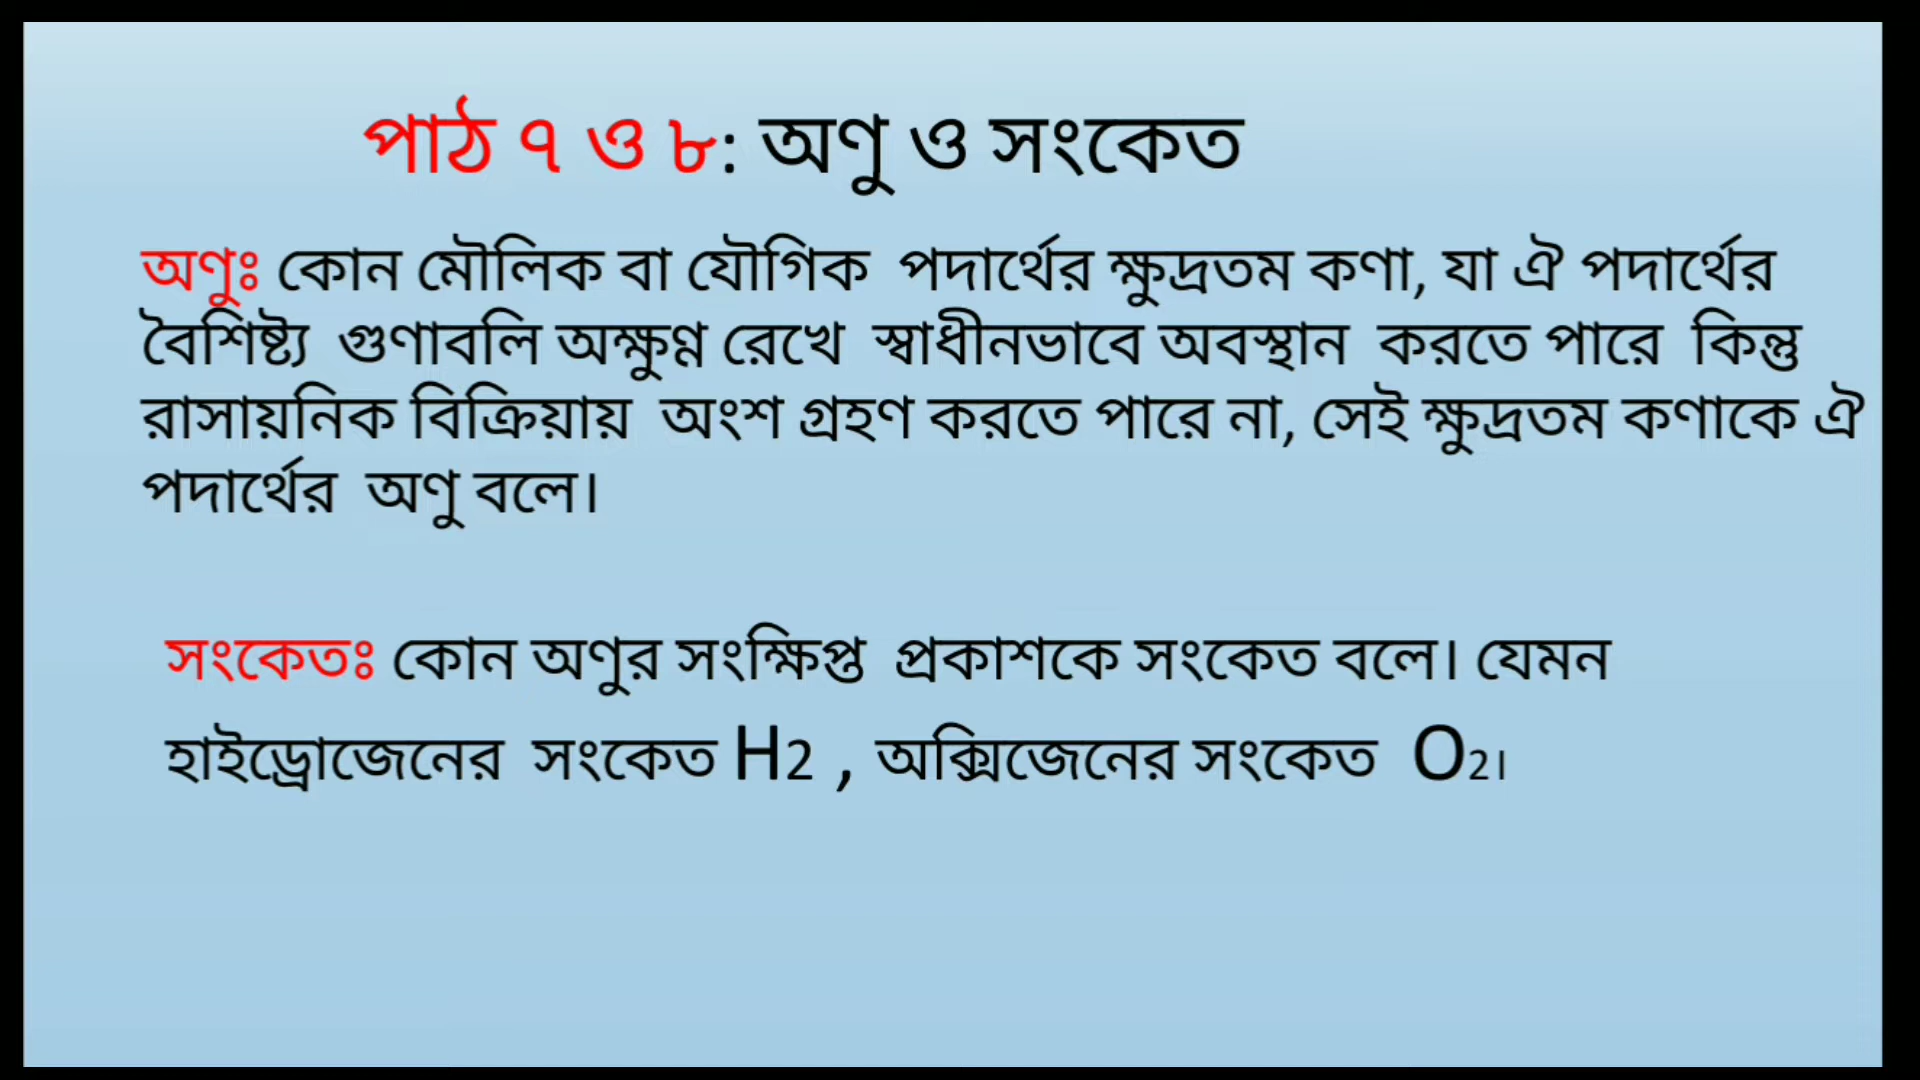 পাঠ ৭ ও ৮: অণু ও সংকেত
অণুঃ কোন মৌলিক বা যৌগিক পদার্থের ক্ষুদ্রতম কণা, যা ঐ পদার্থের
বৈশিষ্ট্য গুণাবলি অক্ষুণ্ণ রেখে স্বাধীনভাবে অবস্থান করতে পারে কিন্তু
রাসায়নিক বিক্রিয়ায় অংশ গ্রহণ করতে পারে না, সেই ক্ষুদ্রতম কণাকে ঐ
পদার্থের অণু বলে।
সংকেতঃ কোন অণুর সংক্ষিপ্ত প্রকাশকে সংকেত বলে। যেমন
হাইড্রোজেনের সংকেত H2 , অক্সিজেনের সংকেত O2।